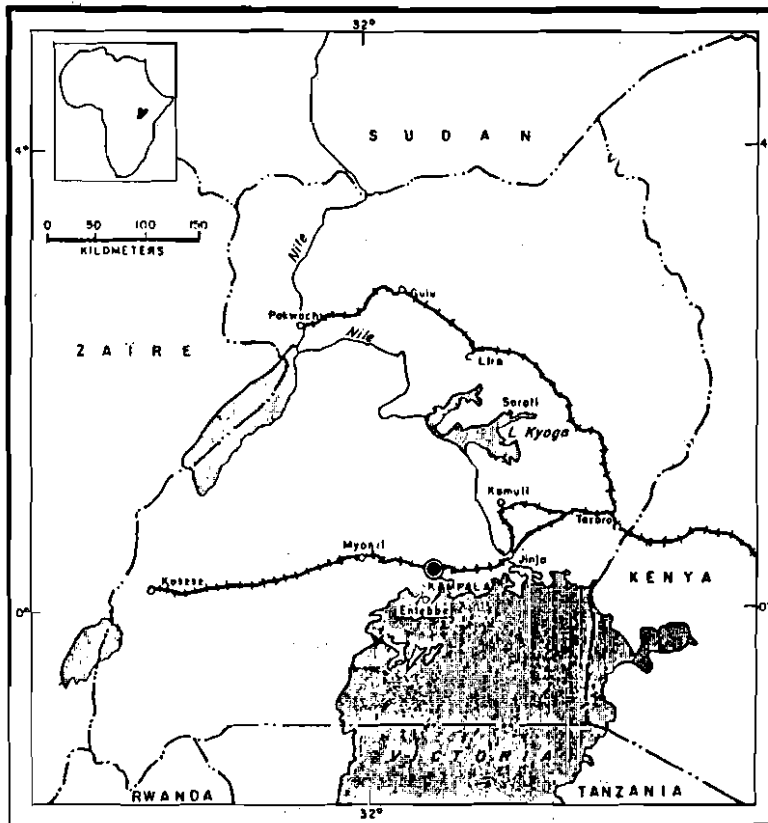 32°
SUDAN
4°
4°
0 50 100 150
KILOMETERS
Nile
Gulu
Pakwach
Nile
ZAIRE
Lira
Soroti
L. Kyoga
Kamuli
Tororo
Jinja
KENYA
Kasese
KAMPALA
Entebbe
0°
0°
VICTORIA
RWANDA
32°
TANZANIA